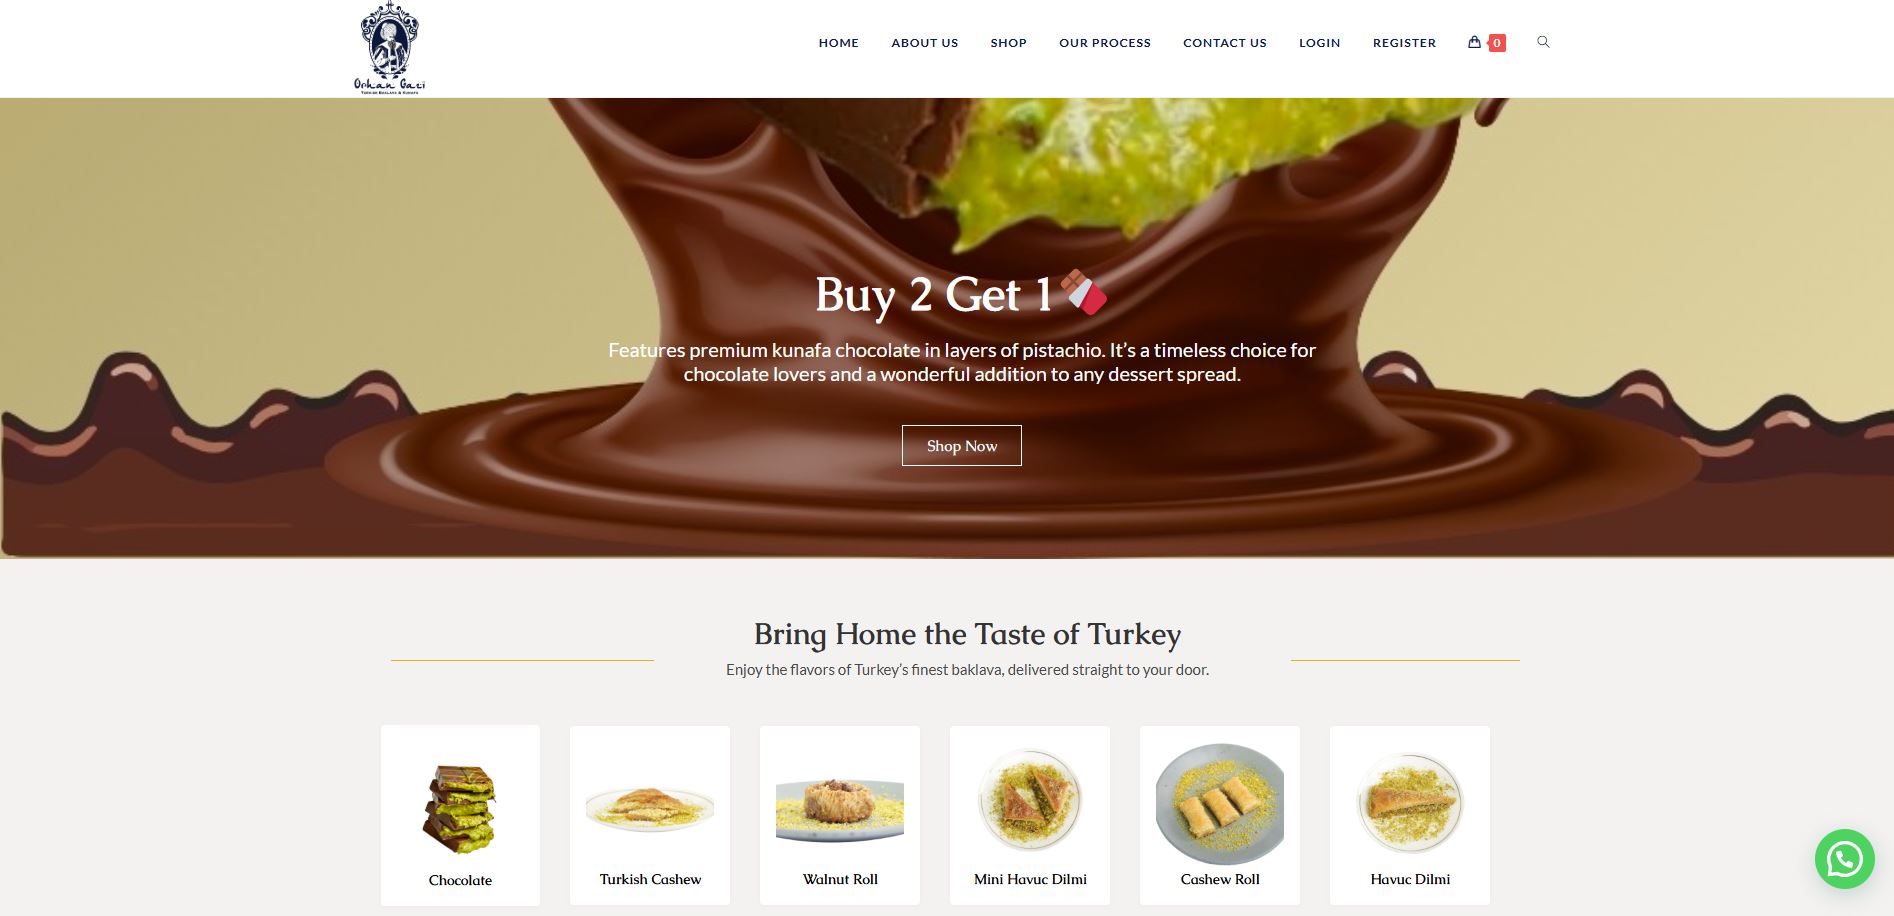 Orhan Gazi
TURKISH BAKLAVA & KUNAFA
HOME ABOUT US SHOP OUR PROCESS CONTACT US LOGIN REGISTER 0
Buy 2 Get 1
Features premium kunafa chocolate in layers of pistachio. It’s a timeless choice for
chocolate lovers and a wonderful addition to any dessert spread.
Shop Now
Bring Home the Taste of Turkey
Enjoy the flavors of Turkey’s finest baklava, delivered straight to your door.
Chocolate
Turkish Cashew
Walnut Roll
Mini Havuc Dilmi
Cashew Roll
Havuc Dilmi